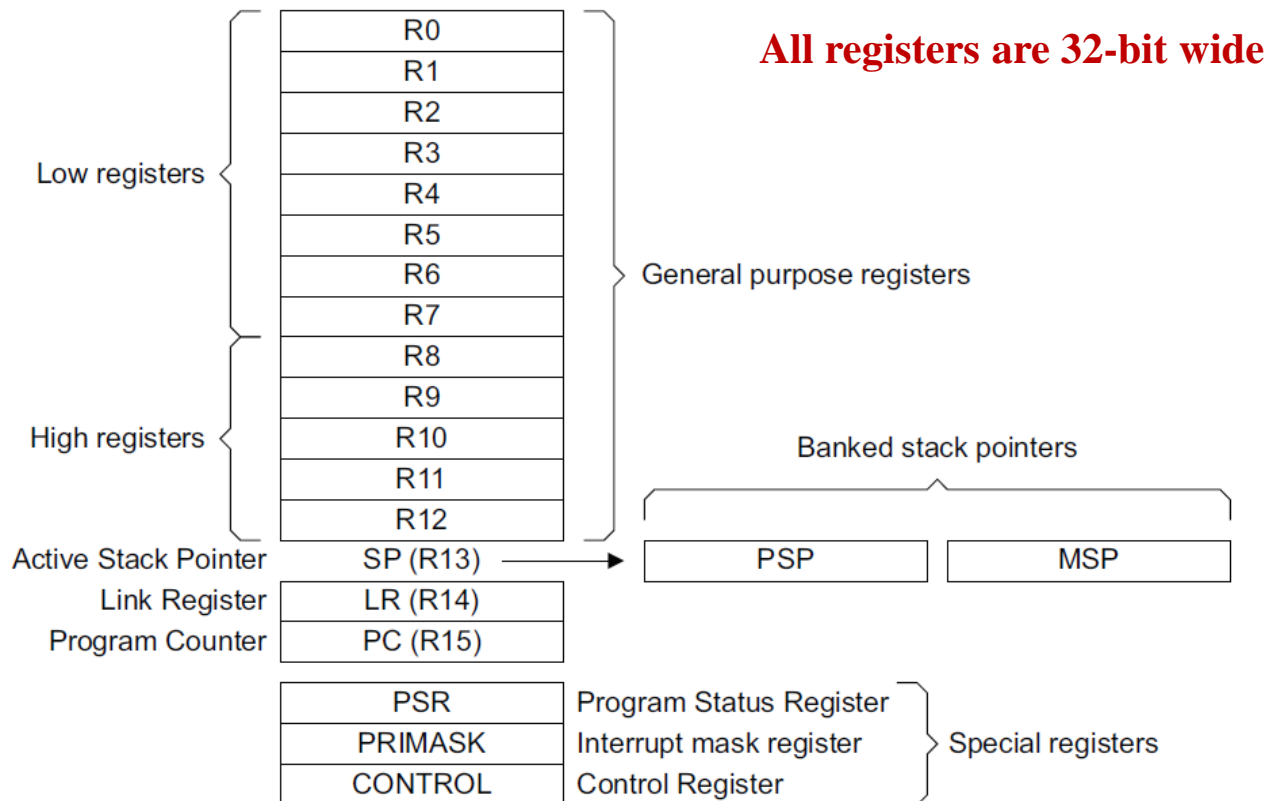 All registers are 32-bit wide
R0
R1
R2
R3
Low registers
R4
R5
R6
General purpose registers
R7
R8
R9
High registers
R10
Banked stack pointers
R11
R12
Active Stack Pointer SP (R13) PSP MSP
Link Register LR (R14)
Program Counter PC (R15)
PSR Program Status Register
PRIMASK Interrupt mask register Special registers
CONTROL Control Register